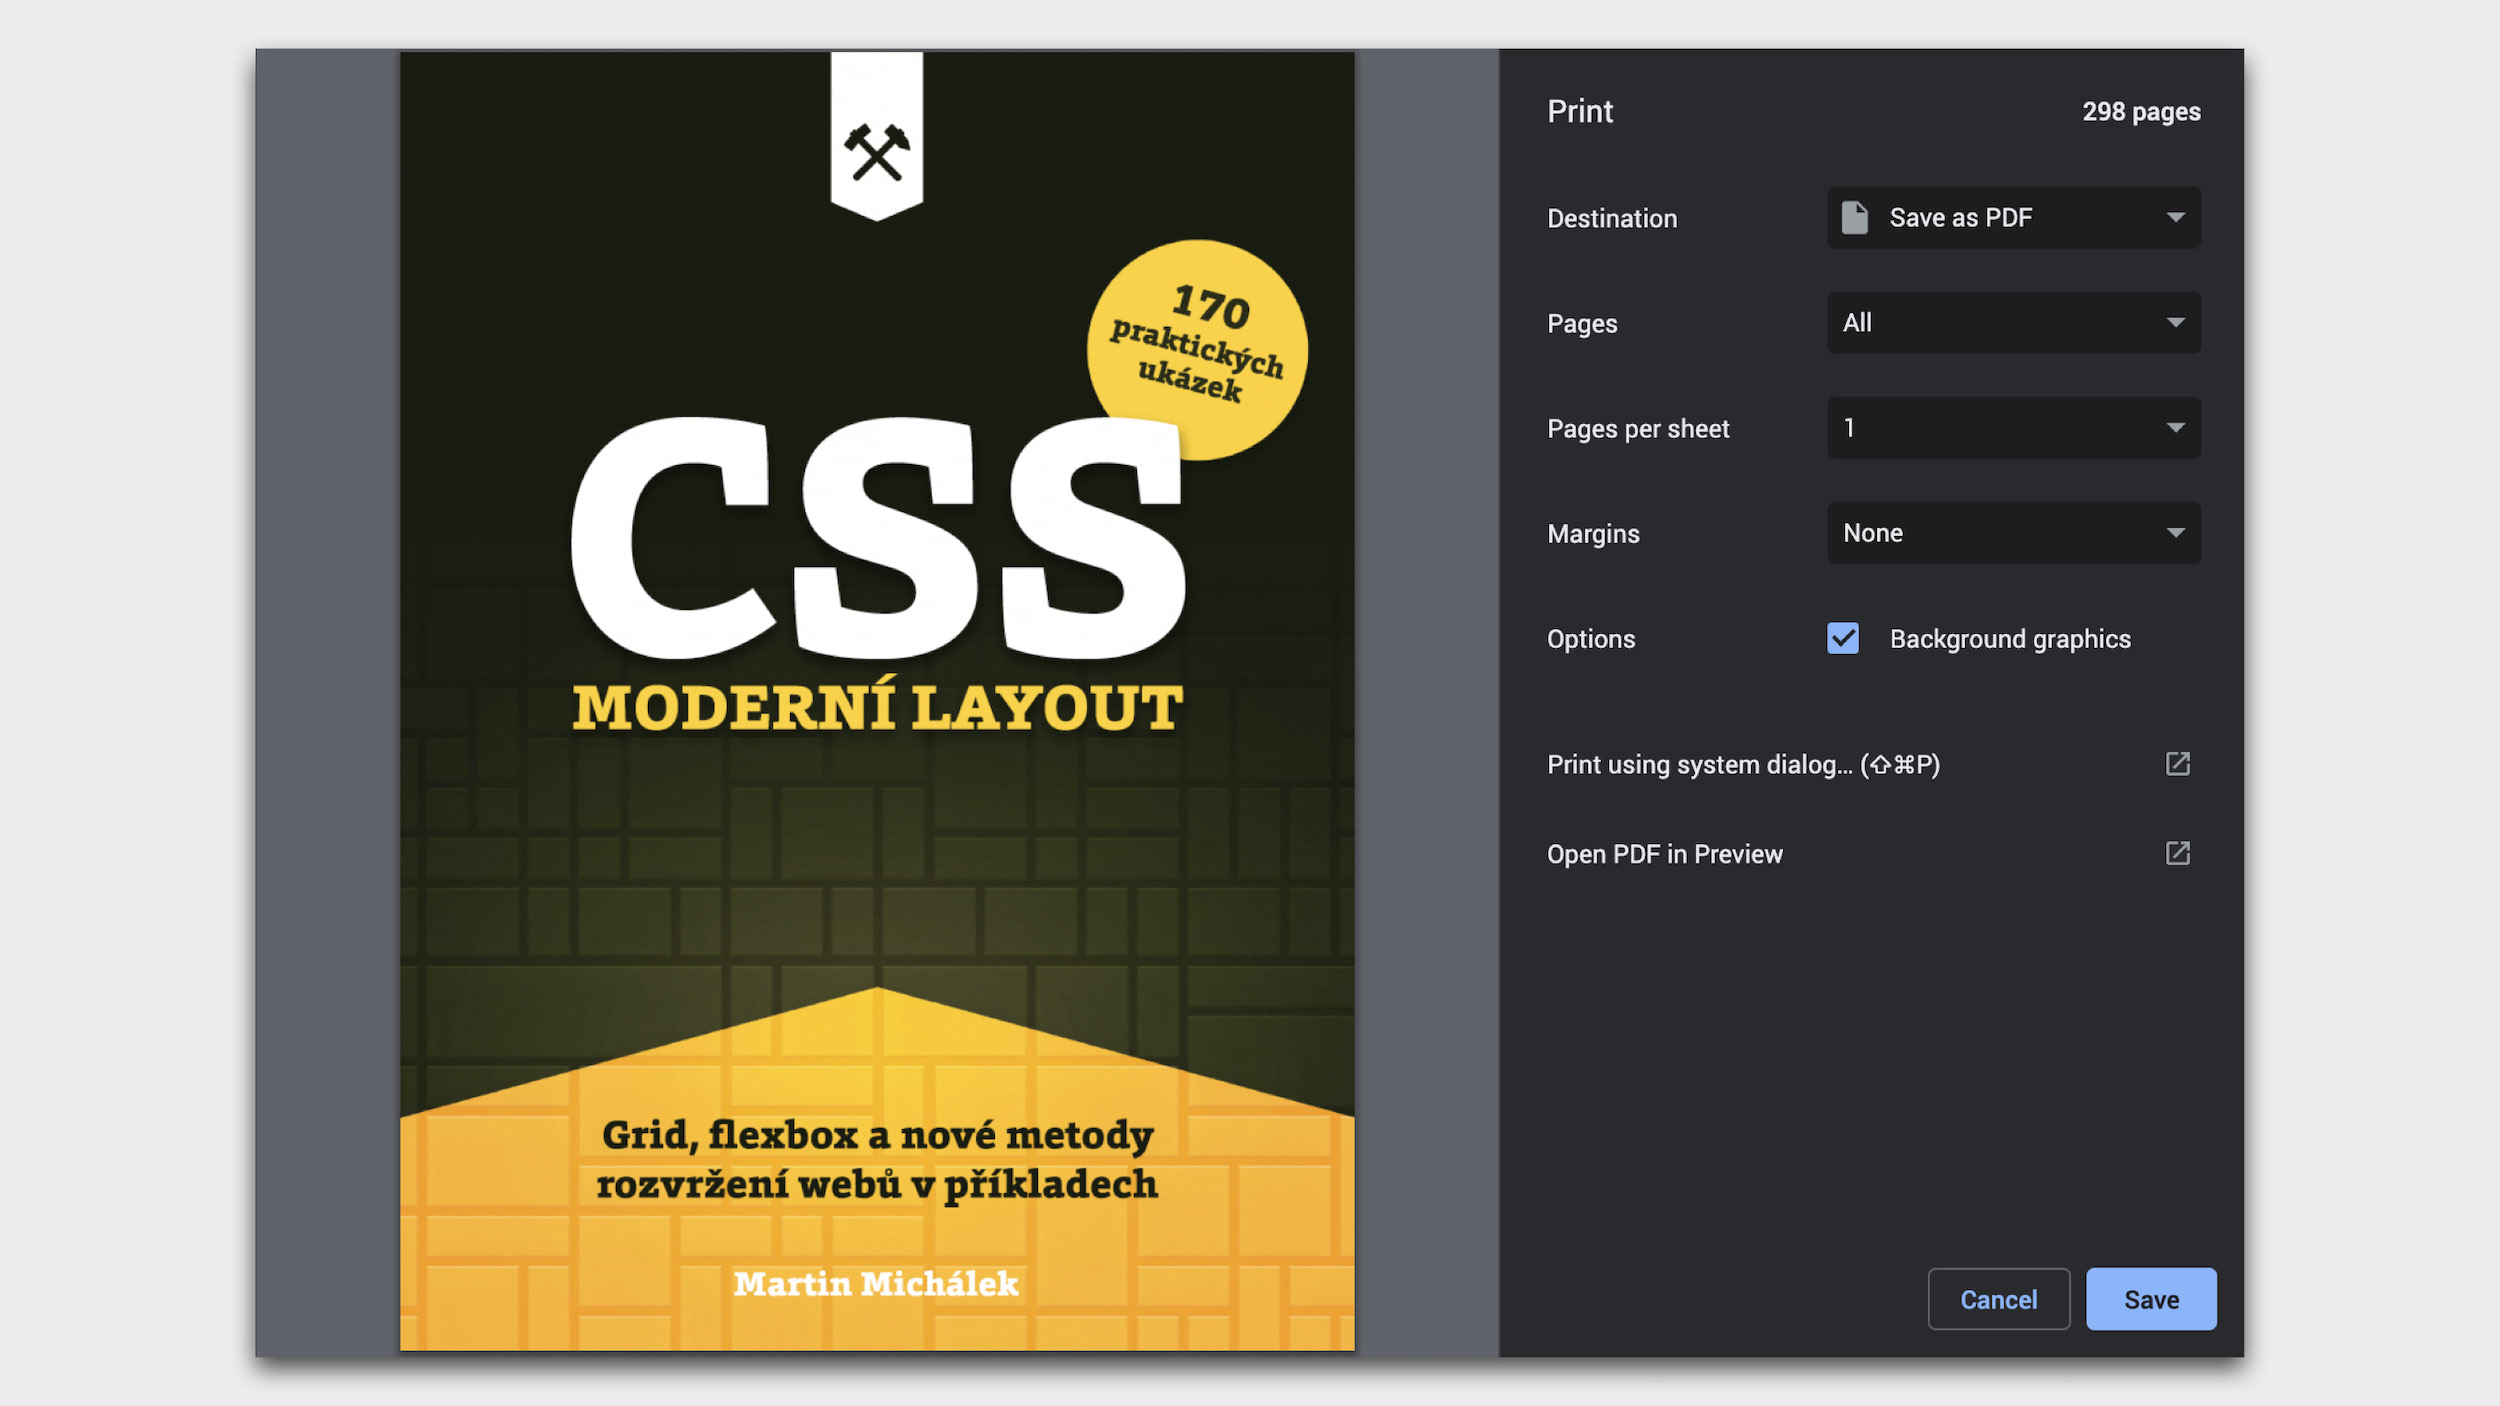 170
praktických
ukázek
CSS
MODERNÍ LAYOUT
Grid, flexbox a nové metody
rozvržení webů v příkladech
Martin Michálek
Print 298 pages
Destination Save as PDF
Pages All
Pages per sheet 1
Margins None
Options Background graphics
Print using system dialog... (⇧⌘P)
Open PDF in Preview
Cancel Save